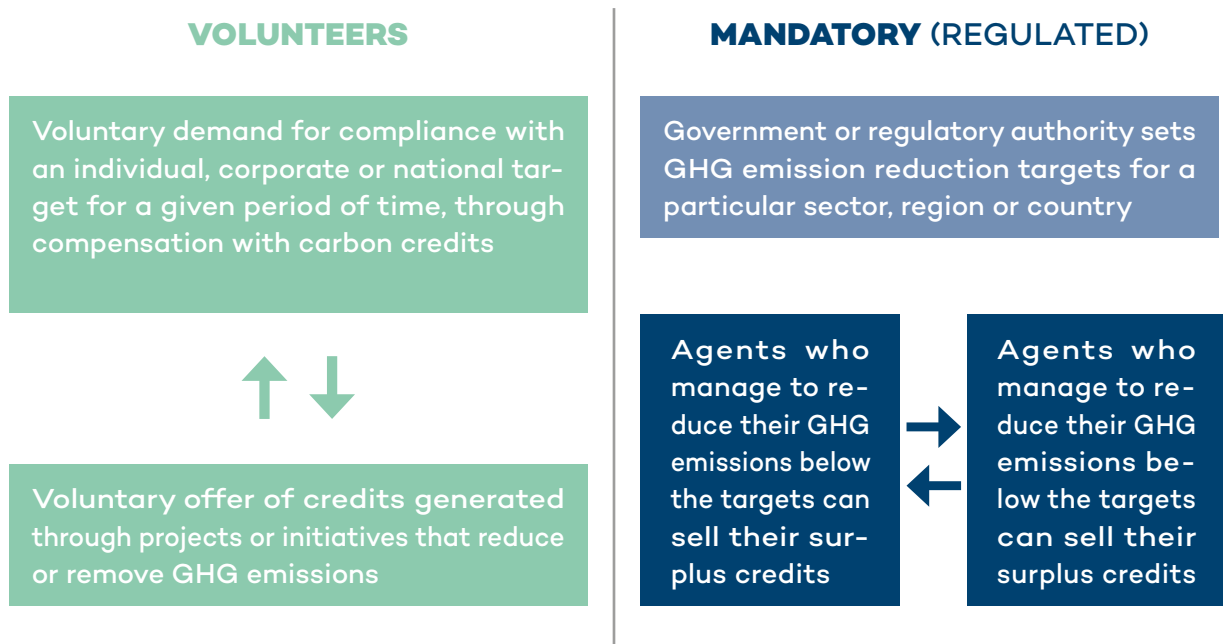 VOLUNTEERS
Voluntary demand for compliance with
an individual, corporate or national tar-
get for a given period of time, through
compensation with carbon credits
Voluntary offer of credits generated
through projects or initiatives that reduce
or remove GHG emissions
MANDATORY (REGULATED)
Government or regulatory authority sets
GHG emission reduction targets for a
particular sector, region or country
Agents who
manage to re-
duce their GHG
emissions below
the targets can
sell their sur-
plus credits
Agents who
manage to re-
duce their GHG
emissions be-
low the targets
can sell their
surplus credits